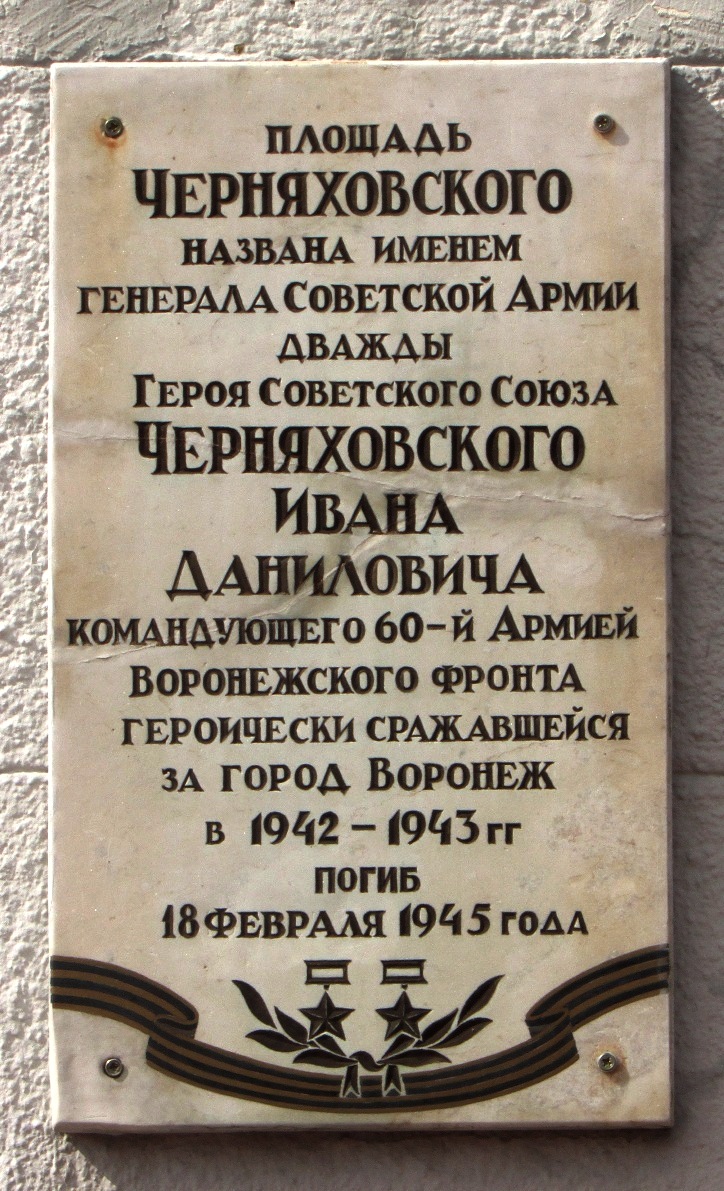 ПЛОЩАДЬ
ЧЕРНЯХОВСКОГО
НАЗВАНА ИМЕНЕМ
ГЕНЕРАЛА СОВЕТСКОЙ АРМИИ
ДВАЖДЫ
ГЕРОЯ СОВЕТСКОГО СОЮЗА
ЧЕРНЯХОВСКОГО
ИВАНА
ДАНИЛОВИЧА
КОМАНДУЮЩЕГО 60-Й АРМИЕЙ
ВОРОНЕЖСКОГО ФРОНТА
ГЕРОИЧЕСКИ СРАЖАВШЕЙСЯ
ЗА ГОРОД ВОРОНЕЖ
В 1942 – 1943 ГГ
ПОГИБ
18 ФЕВРАЛЯ 1945 ГОДА